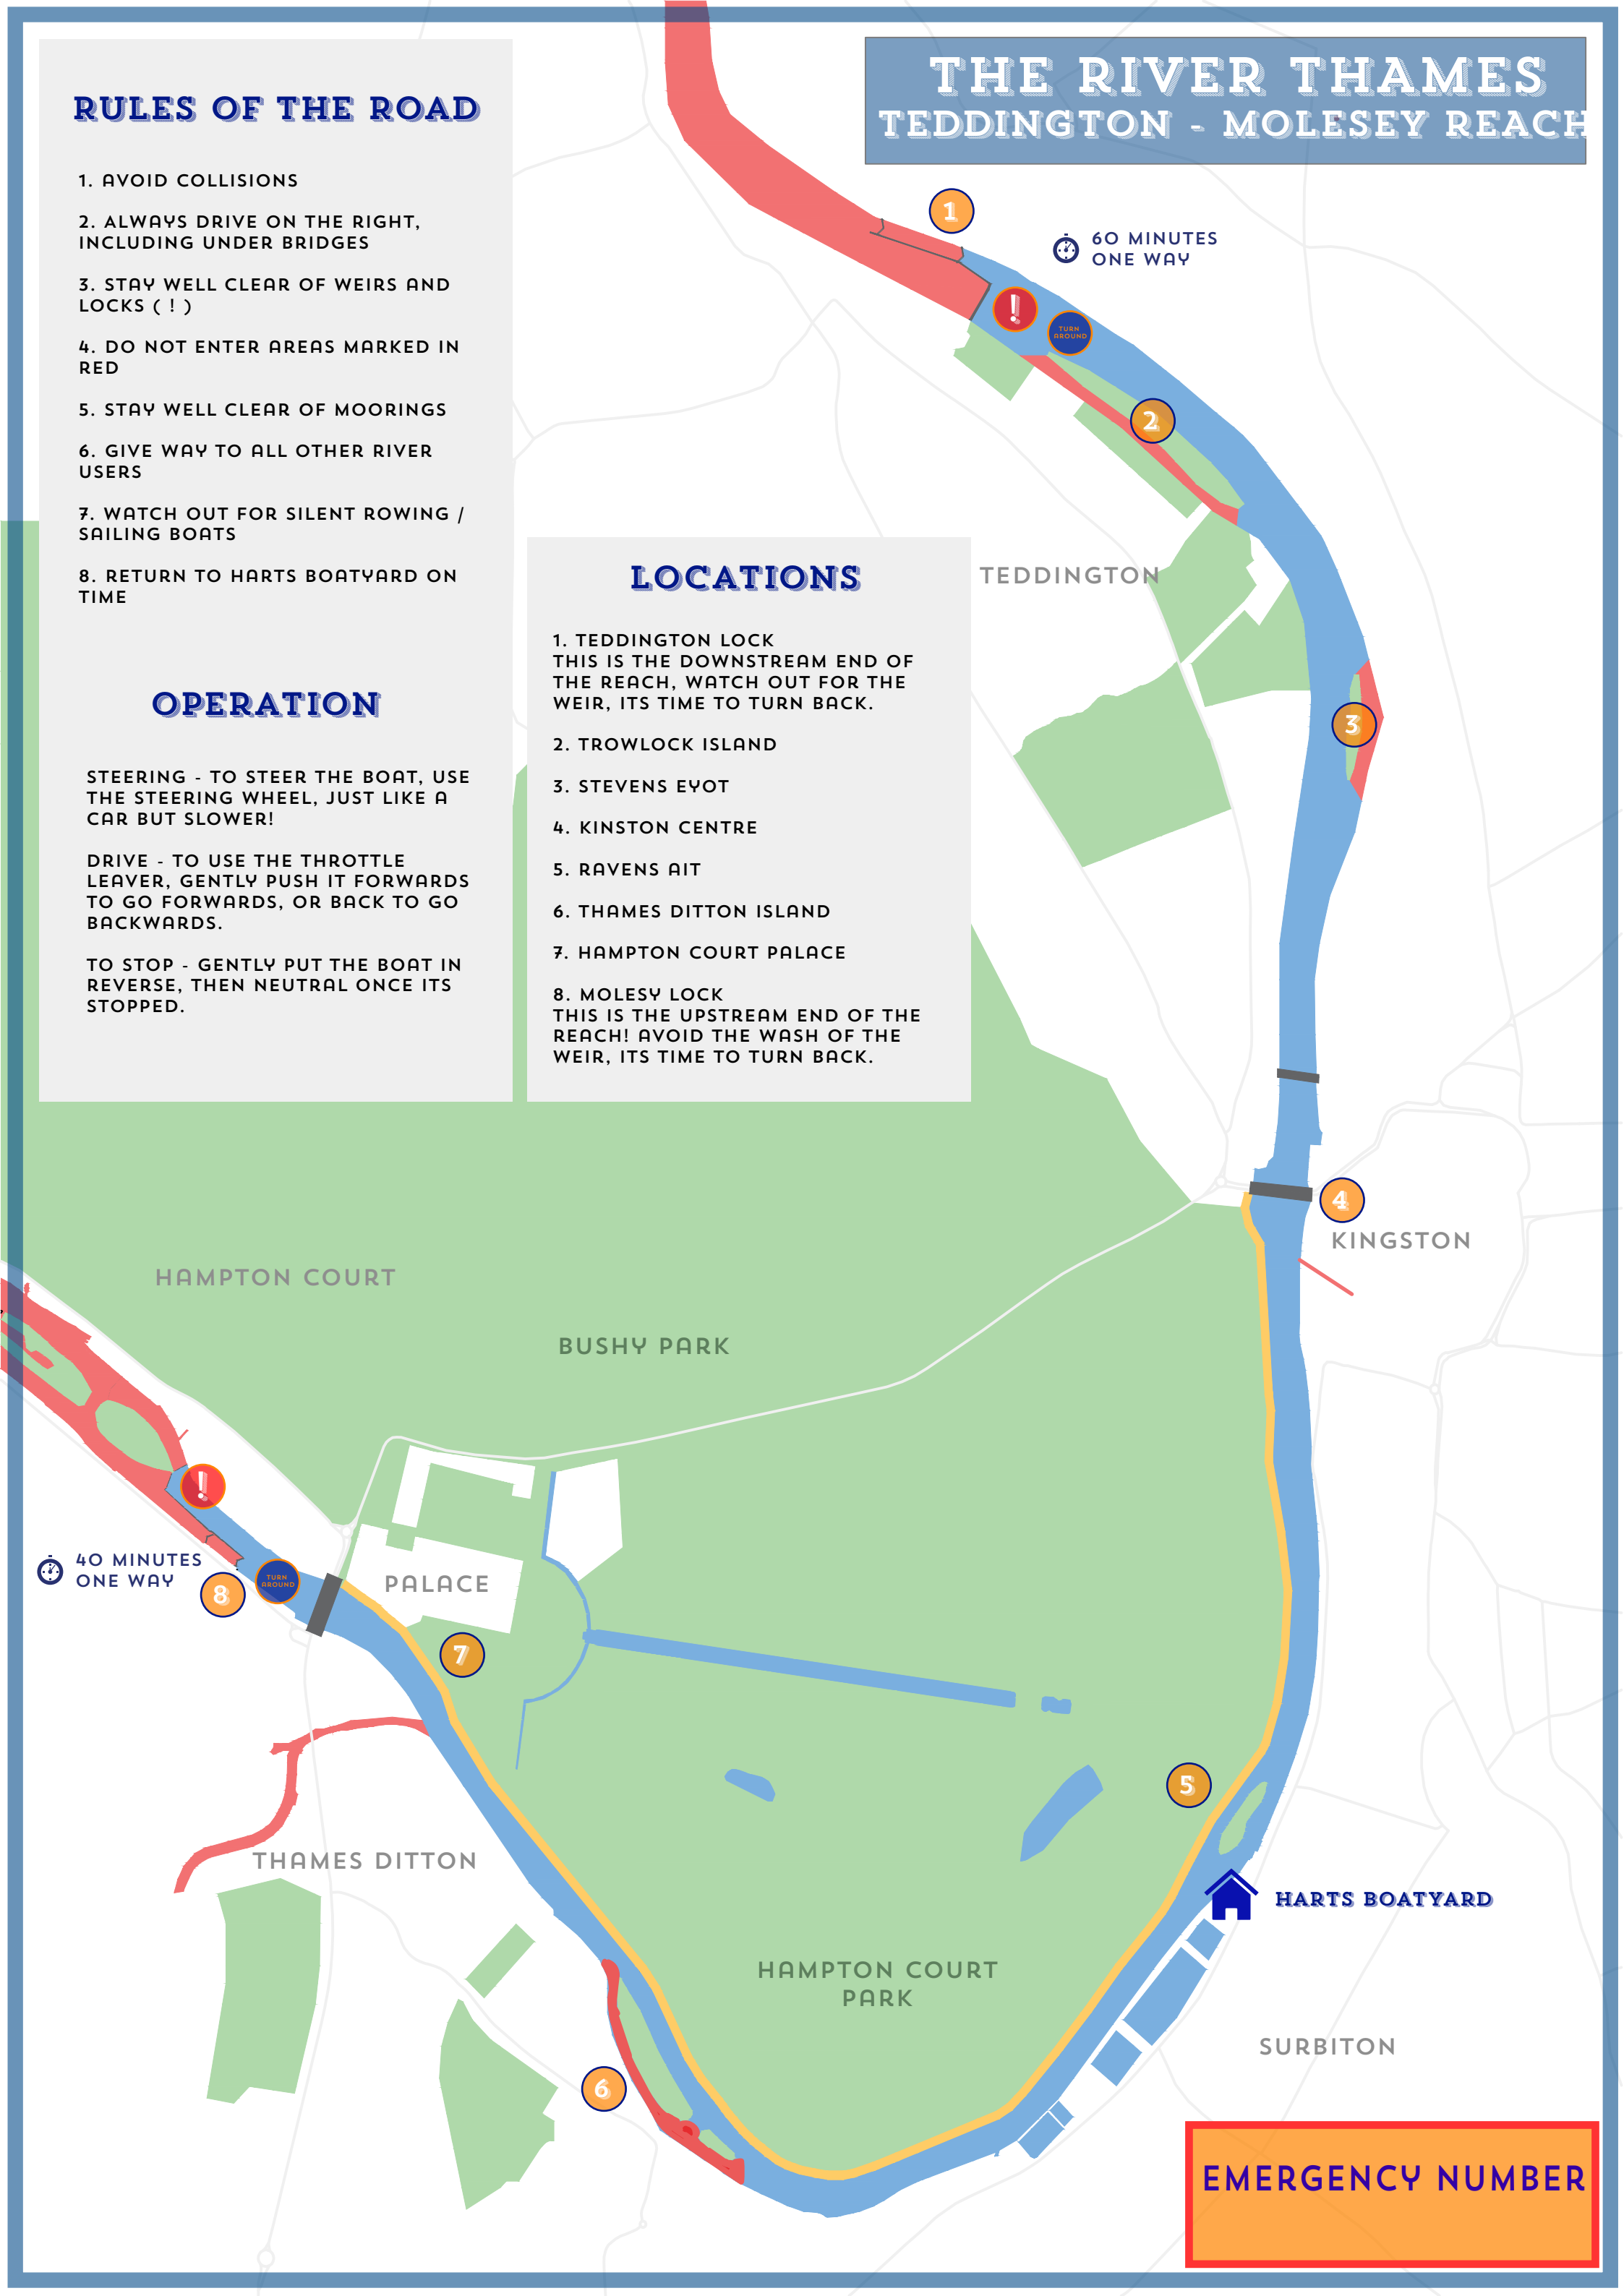 THE RIVER THAMES
TEDDINGTON - MOLESEY REACH
RULES OF THE ROAD
1. AVOID COLLISIONS
2. ALWAYS DRIVE ON THE RIGHT,
INCLUDING UNDER BRIDGES
3. STAY WELL CLEAR OF WEIRS AND
LOCKS ( ! )
4. DO NOT ENTER AREAS MARKED IN
RED
5. STAY WELL CLEAR OF MOORINGS
6. GIVE WAY TO ALL OTHER RIVER
USERS
7. WATCH OUT FOR SILENT ROWING /
SAILING BOATS
8. RETURN TO HARTS BOATYARD ON
TIME
OPERATION
STEERING - TO STEER THE BOAT, USE
THE STEERING WHEEL, JUST LIKE A
CAR BUT SLOWER!
DRIVE - TO USE THE THROTTLE
LEAVER, GENTLY PUSH IT FORWARDS
TO GO FORWARDS, OR BACK TO GO
BACKWARDS.
TO STOP - GENTLY PUT THE BOAT IN
REVERSE, THEN NEUTRAL ONCE ITS
STOPPED.
LOCATIONS
1. TEDDINGTON LOCK
THIS IS THE DOWNSTREAM END OF
THE REACH, WATCH OUT FOR THE
WEIR, ITS TIME TO TURN BACK.
2. TROWLOCK ISLAND
3. STEVENS EYOT
4. KINSTON CENTRE
5. RAVENS AIT
6. THAMES DITTON ISLAND
7. HAMPTON COURT PALACE
8. MOLESY LOCK
THIS IS THE UPSTREAM END OF THE
REACH! AVOID THE WASH OF THE
WEIR, ITS TIME TO TURN BACK.
1
60 MINUTES
ONE WAY
!
TURN
AROUND
2
TEDDINGTON
3
4
KINGSTON
HAMPTON COURT
BUSHY PARK
!
40 MINUTES
ONE WAY
8
TURN
AROUND
PALACE
7
5
THAMES DITTON
HARTS BOATYARD
HAMPTON COURT
PARK
SURBITON
6
EMERGENCY NUMBER